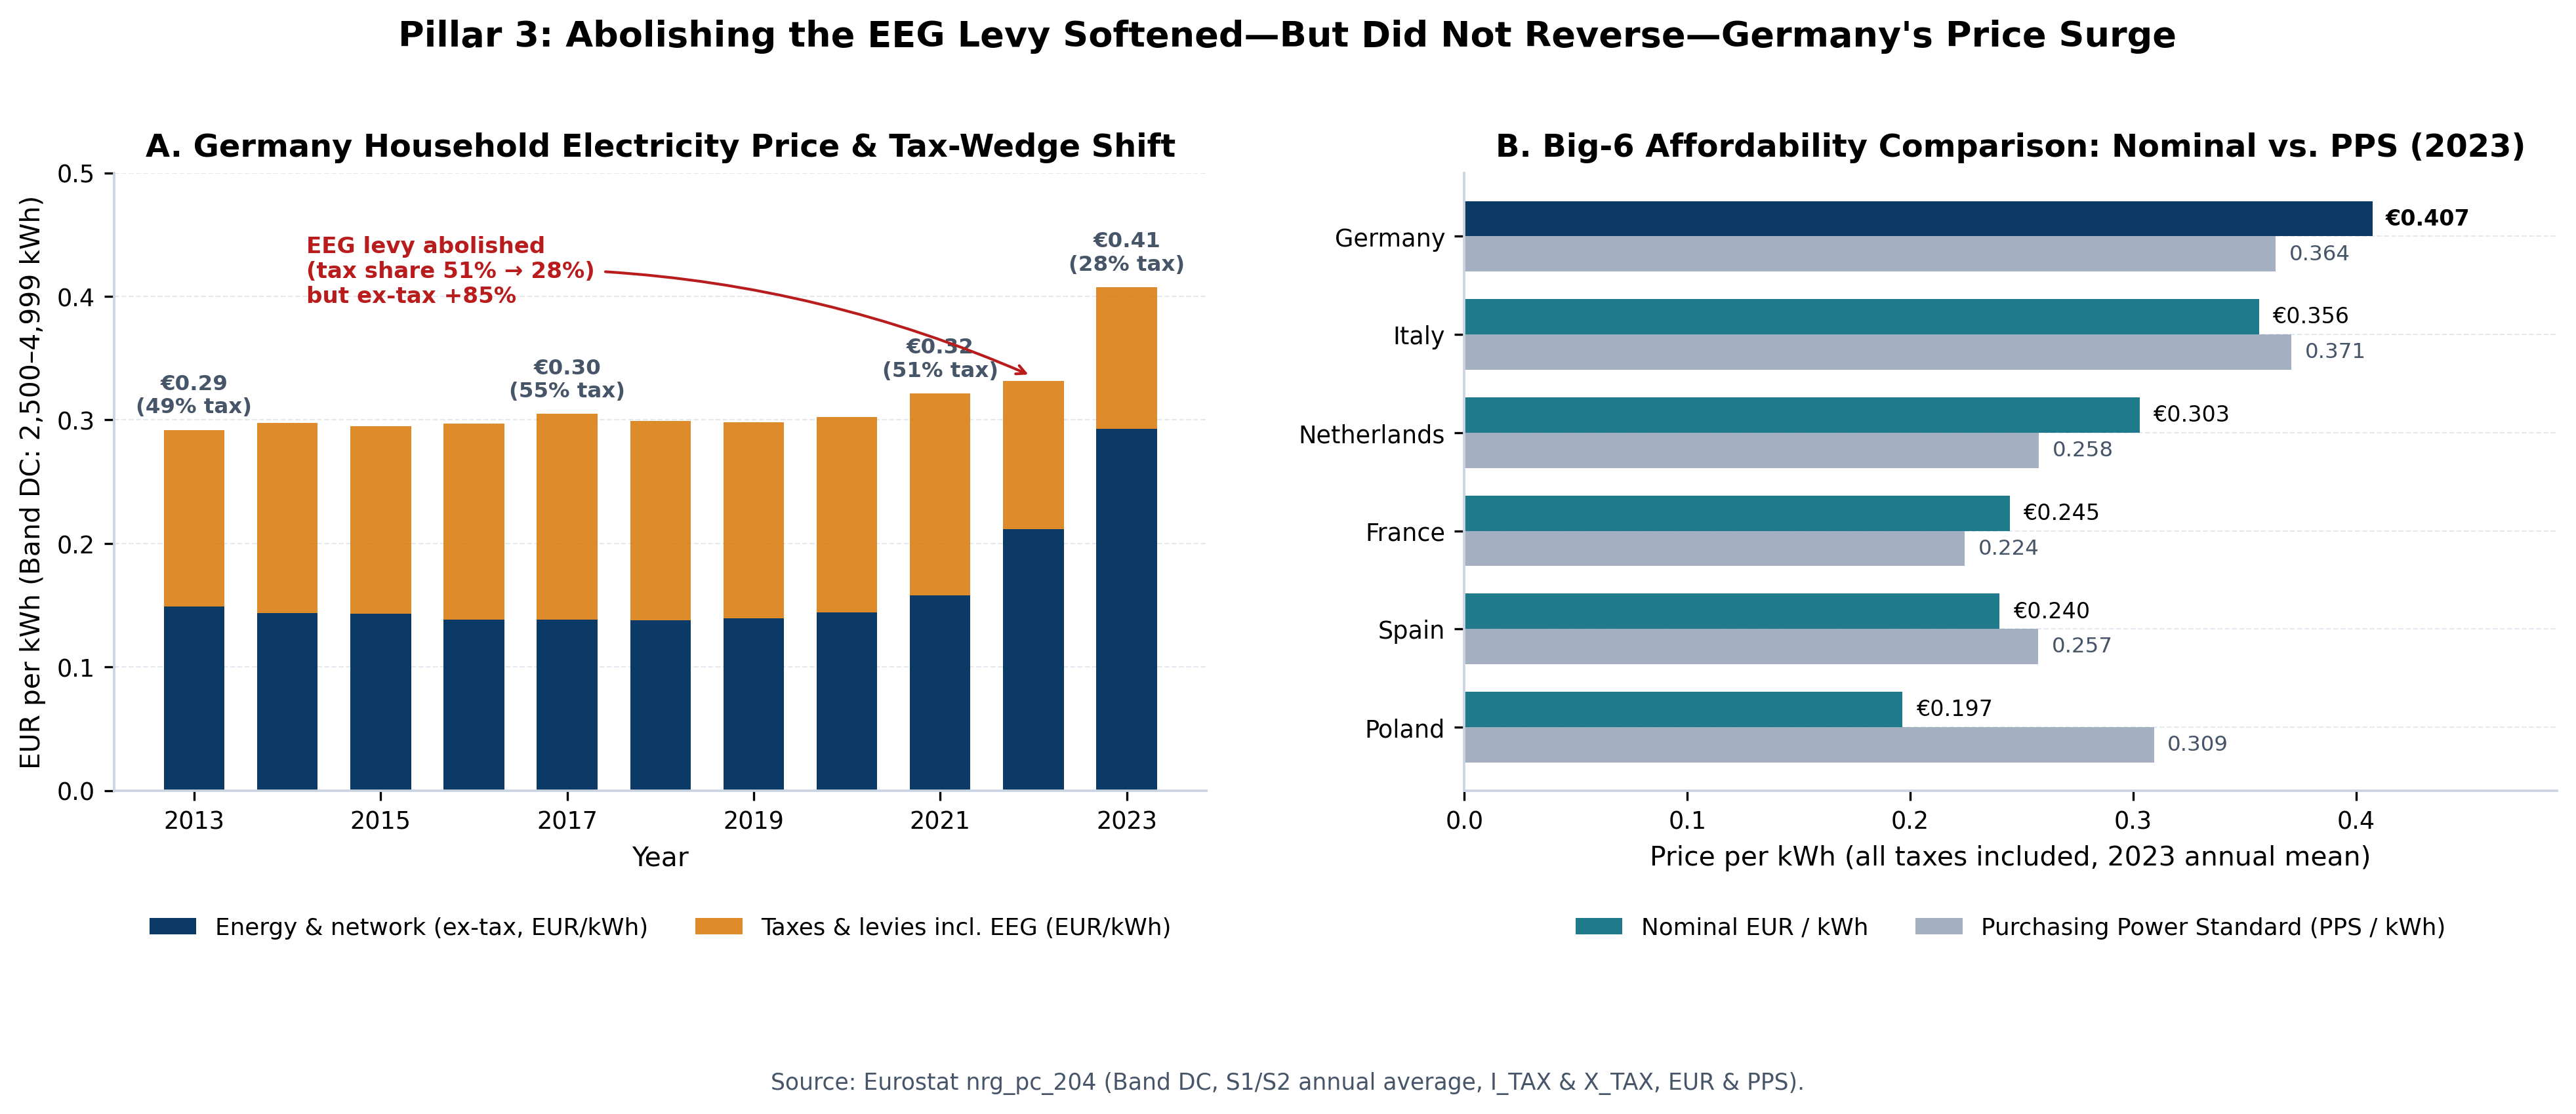 Pillar 3: Abolishing the EEG Levy Softened—But Did Not Reverse—Germany's Price Surge
A. Germany Household Electricity Price & Tax-Wedge Shift
EUR per kWh (Band DC: 2,500–4,999 kWh)
0.5
0.4
0.3
0.2
0.1
0.0
EEG levy abolished
(tax share 51% → 28%)
but ex-tax +85%
€0.29
(49% tax)
€0.30
(55% tax)
€0.32
(51% tax)
€0.41
(28% tax)
2013
2015
2017
2019
2021
2023
Year
Energy & network (ex-tax, EUR/kWh)
Taxes & levies incl. EEG (EUR/kWh)
B. Big-6 Affordability Comparison: Nominal vs. PPS (2023)
Germany
€0.407
0.364
Italy
€0.356
0.371
Netherlands
€0.303
0.258
France
€0.245
0.224
Spain
€0.240
0.257
Poland
€0.197
0.309
0.0
0.1
0.2
0.3
0.4
Price per kWh (all taxes included, 2023 annual mean)
Nominal EUR / kWh
Purchasing Power Standard (PPS / kWh)
Source: Eurostat nrg_pc_204 (Band DC, S1/S2 annual average, I_TAX & X_TAX, EUR & PPS).